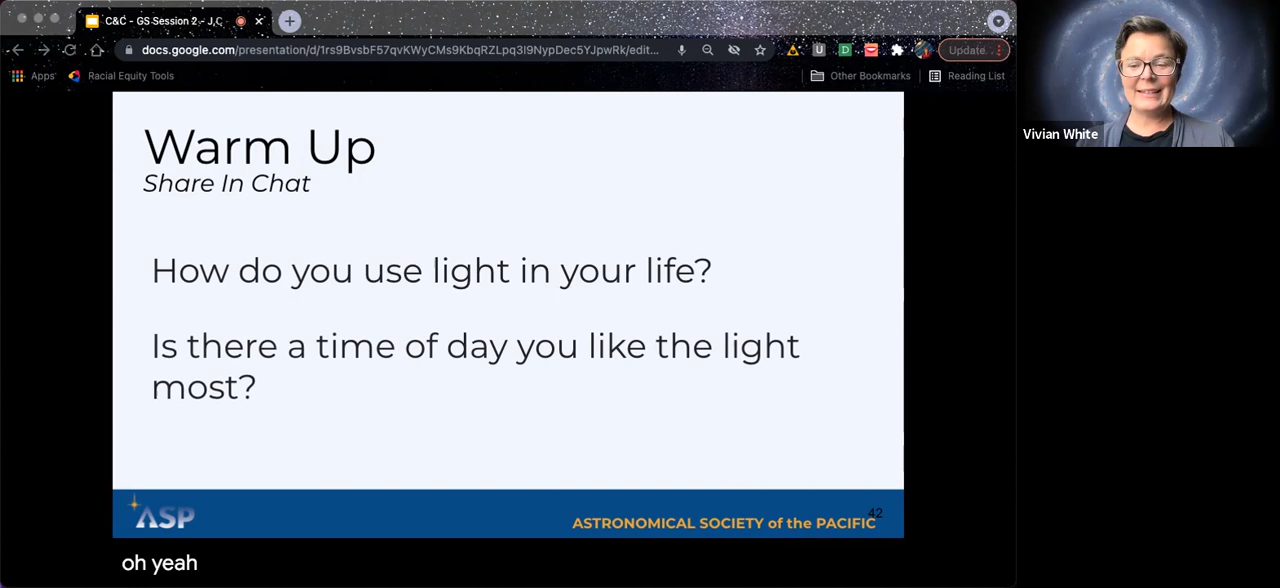 C&C - GS Session 2 - J,C
docs.google.com/presentation/d/1rs9BvsbF57qvKWyCMs9KbqRZLpq3I9NypDec5YJpwRk/edit...
Update
Apps
Racial Equity Tools
Other Bookmarks
Reading List
Vivian White
Warm Up
Share In Chat
How do you use light in your life?
Is there a time of day you like the light
most?
ASP
42
ASTRONOMICAL SOCIETY of the PACIFIC
oh yeah